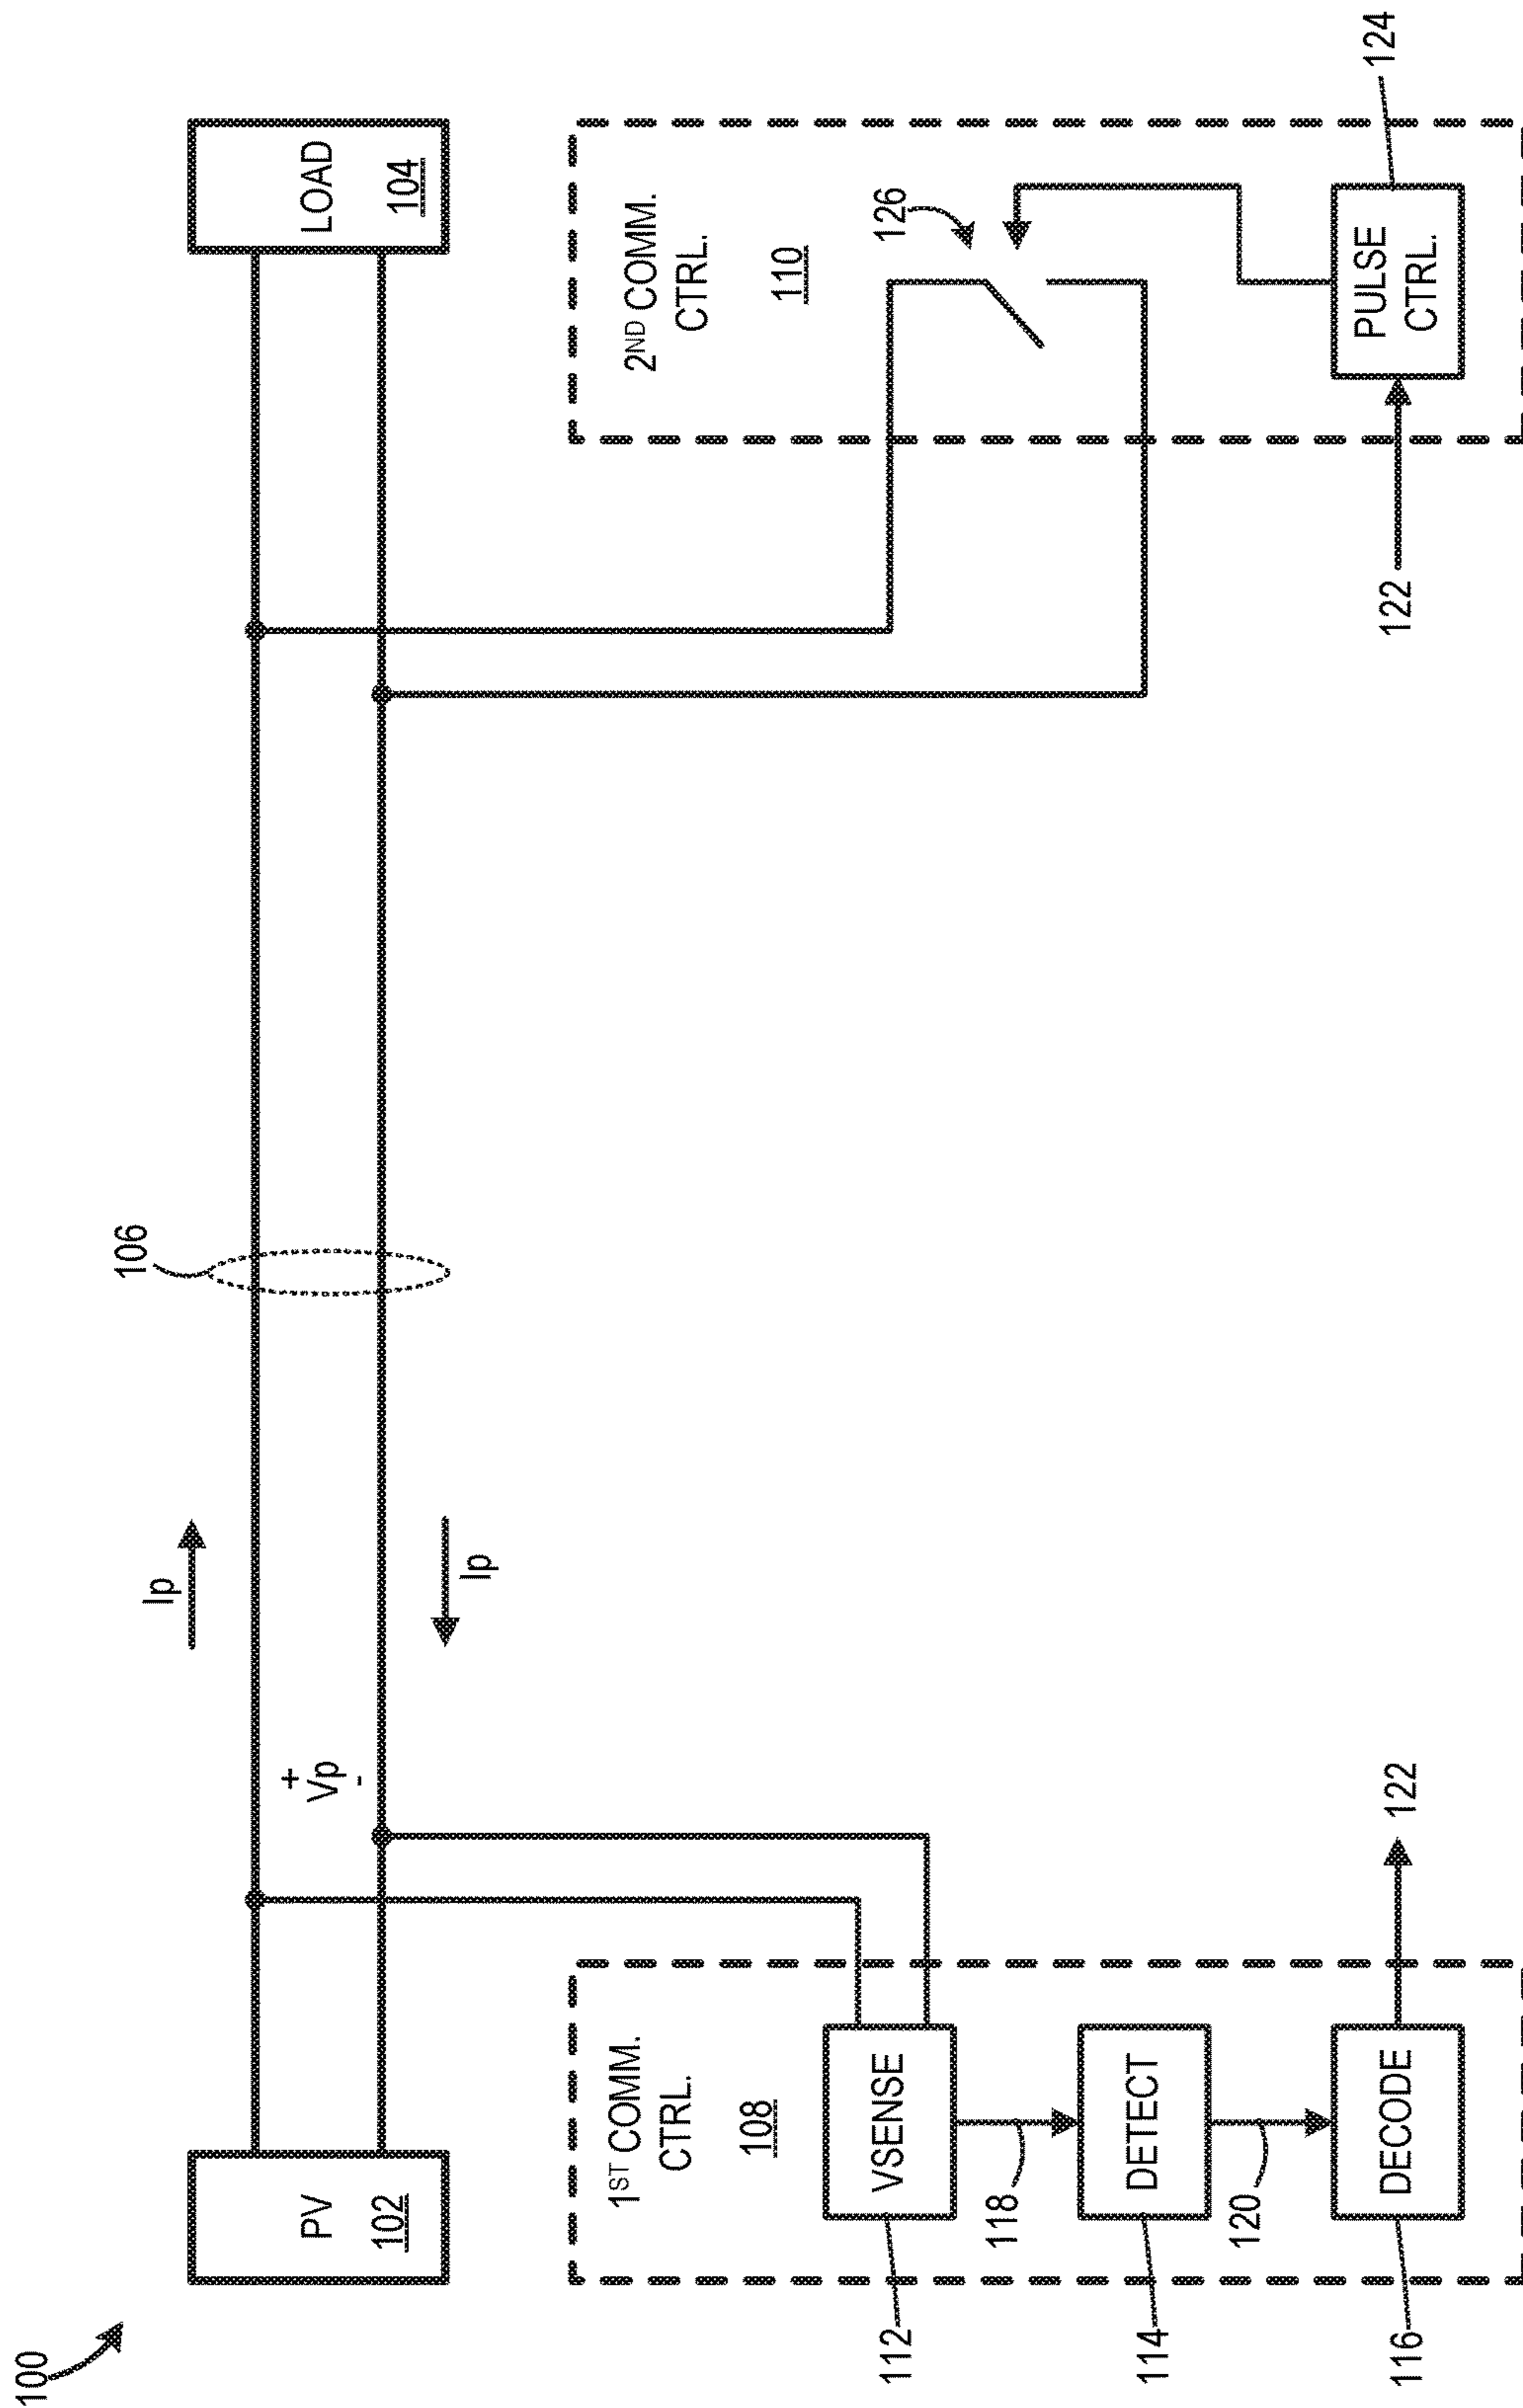 100
PV
102
+
Vp
-
Ip
Ip
106
LOAD
104
1ST COMM.
CTRL.
108
VSENSE
112
118
DETECT
114
120
DECODE
116
122
2ND COMM.
CTRL.
110
126
122
PULSE
CTRL.
124